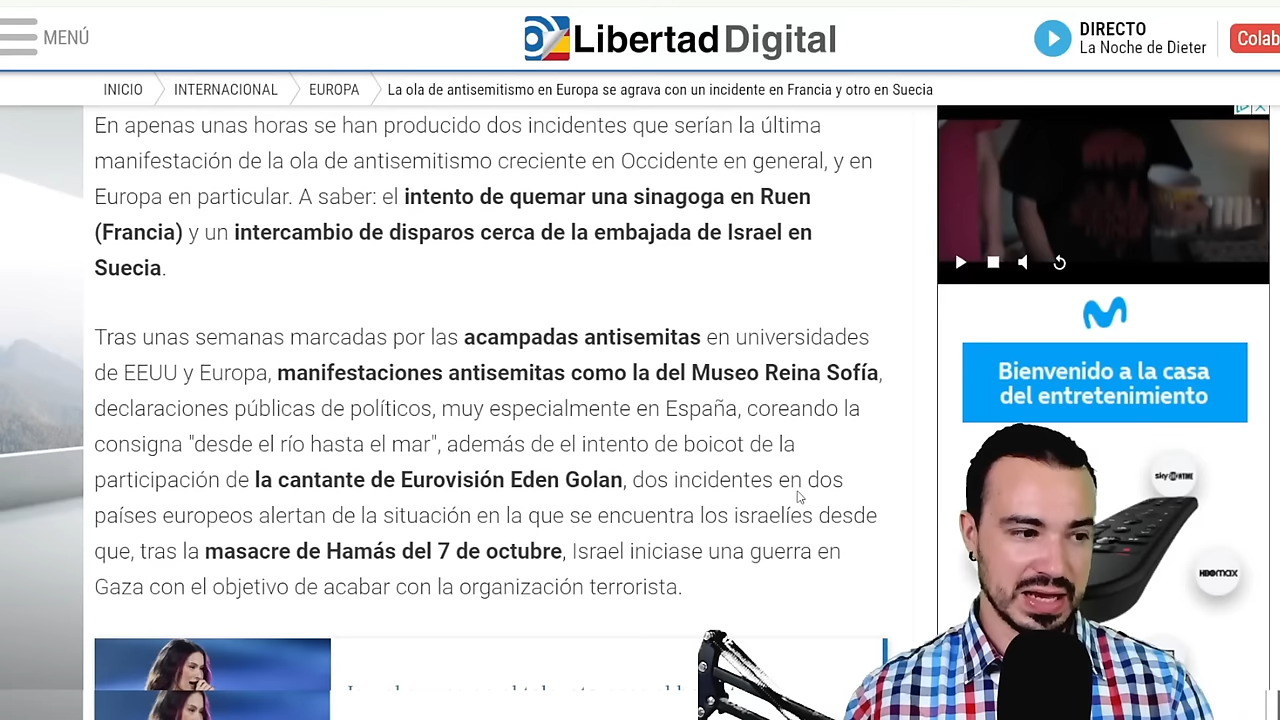 MENÚ
Libertad Digital
DIRECTO
La Noche de Dieter
Colab
INICIO
INTERNACIONAL
EUROPA
La ola de antisemitismo en Europa se agrava con un incidente en Francia y otro en Suecia
En apenas unas horas se han producido dos incidentes que serían la última
manifestación de la ola de antisemitismo creciente en Occidente en general, y en
Europa en particular. A saber: el intento de quemar una sinagoga en Ruen
(Francia) y un intercambio de disparos cerca de la embajada de Israel en
Suecia.
Tras unas semanas marcadas por las acampadas antisemitas en universidades
de EEUU y Europa, manifestaciones antisemitas como la del Museo Reina Sofía,
declaraciones públicas de políticos, muy especialmente en España, coreando la
consigna "desde el río hasta el mar", además de el intento de boicot de la
participación de la cantante de Eurovisión Eden Golan, dos incidentes en dos
países europeos alertan de la situación en la que se encuentra los israelíes desde
que, tras la masacre de Hamás del 7 de octubre, Israel iniciase una guerra en
Gaza con el objetivo de acabar con la organización terrorista.
Bienvenido a la casa
del entretenimiento
sky SHOWTIME
HBOMAX